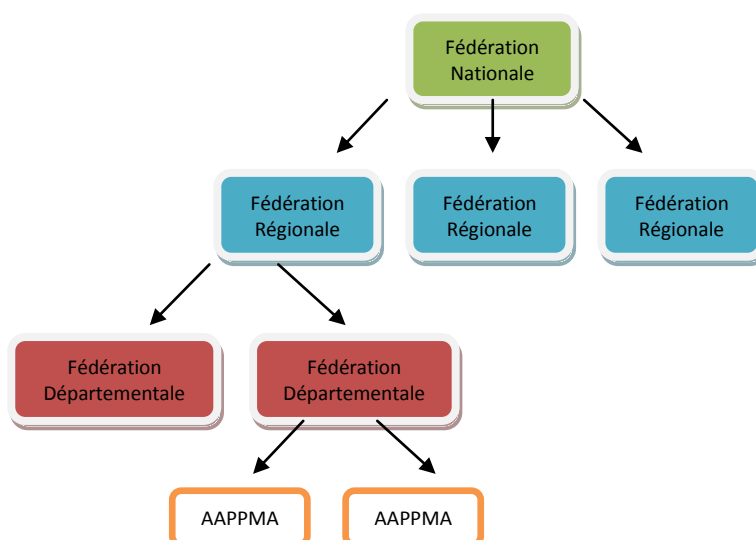 Fédération
Nationale
Fédération
Régionale
Fédération
Régionale
Fédération
Régionale
Fédération
Départementale
Fédération
Départementale
AAPPMA
AAPPMA